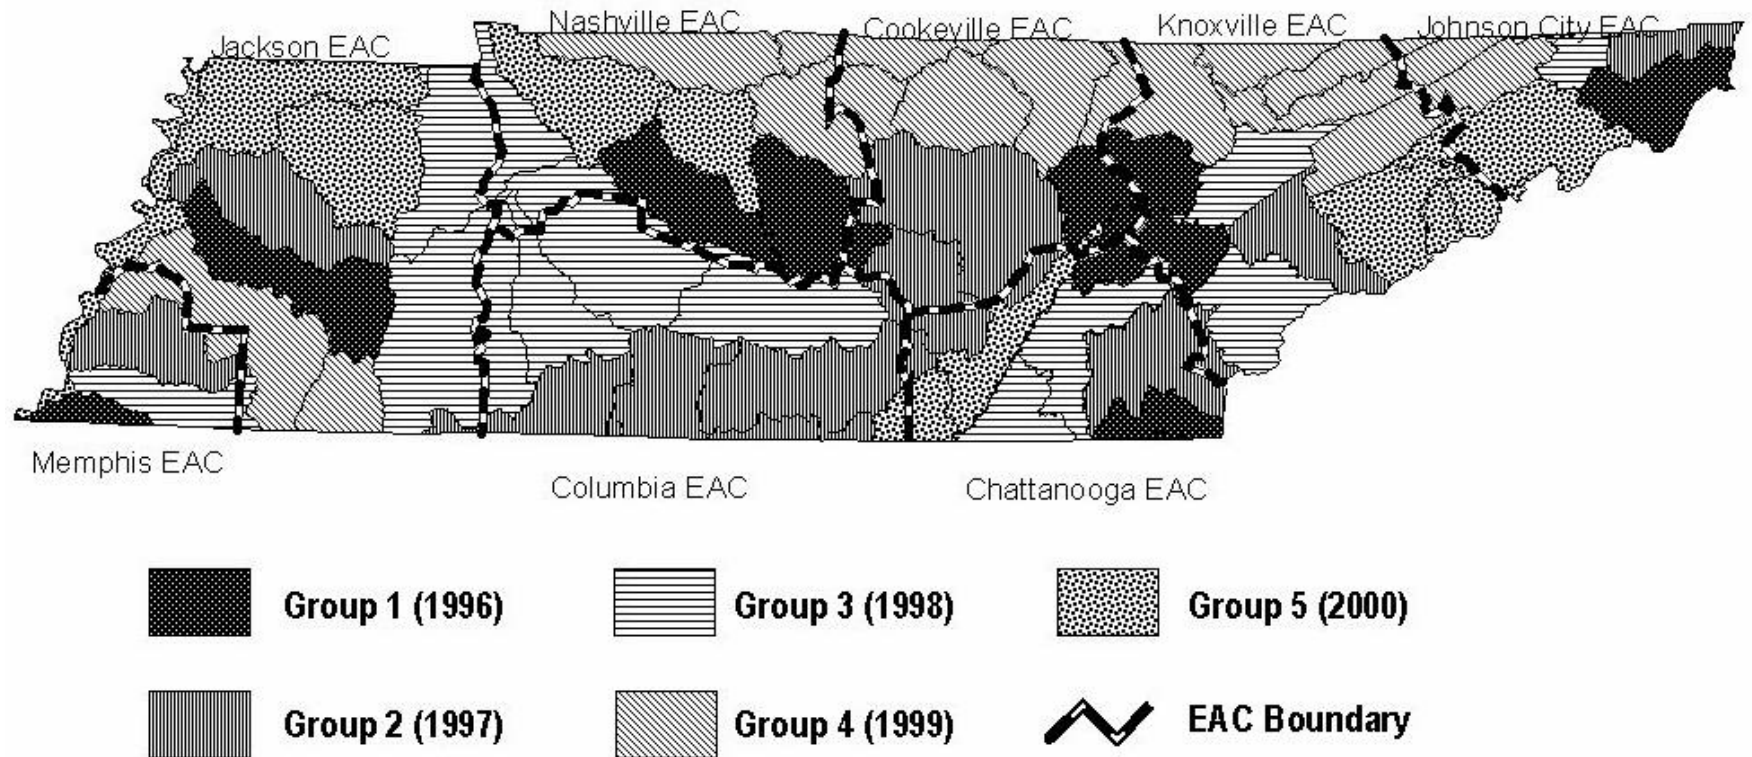 Nashville EAC
Cookeville EAC
Knoxville EAC
Johnson City EAC
Jackson EAC
Memphis EAC
Columbia EAC
Chattanooga EAC
Group 1 (1996)
Group 3 (1998)
Group 5 (2000)
Group 2 (1997)
Group 4 (1999)
EAC Boundary